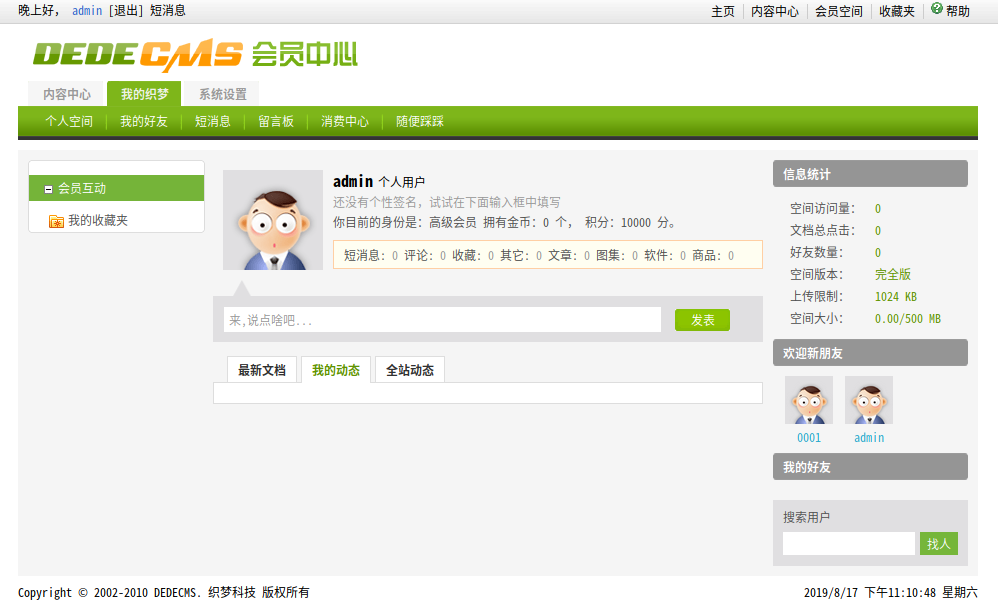 晚上好， admin [退出] 短消息
主页 内容中心 会员空间 收藏夹 帮助
DEDECMS 会员中心
内容中心 我的织梦 系统设置
个人空间 我的好友 短消息 留言板 消费中心 随便踩踩
会员互动
我的收藏夹
admin 个人用户
还没有个性签名，试试在下面输入框中填写
你目前的身份是：高级会员 拥有金币：0 个， 积分：10000 分。
短消息：0 评论：0 收藏：0 其它：0 文章：0 图集：0 软件：0 商品：0
来,说点啥吧...
发表
最新文档 我的动态 全站动态
信息统计
空间访问量： 0
文档总点击： 0
好友数量： 0
空间版本： 完全版
上传限制： 1024 KB
空间大小： 0.00/500 MB
欢迎新朋友
0001 admin
我的好友
搜索用户
找人
Copyright © 2002-2010 DEDECMS. 织梦科技 版权所有
2019/8/17 下午11:10:48 星期六